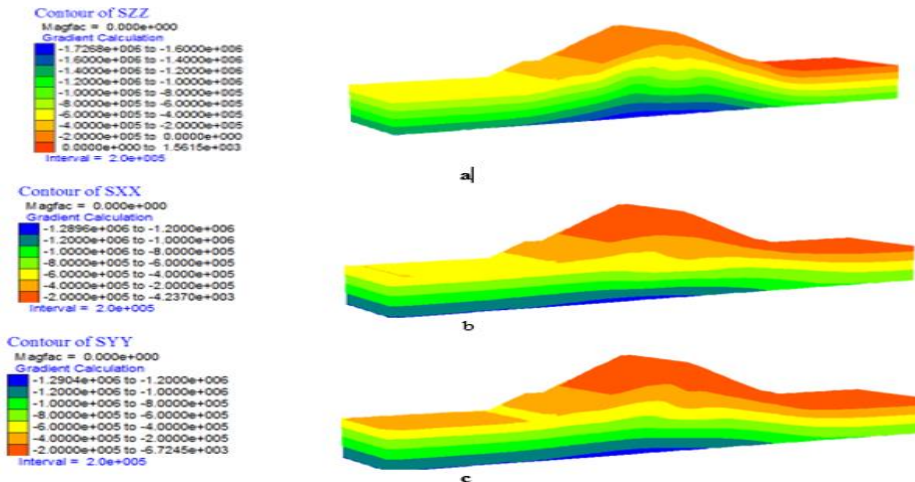 Contour of SZZ
Magfac = 0.000e+000
Gradient Calculation
-1.7268e+006 to -1.6000e+006
-1.6000e+006 to -1.4000e+006
-1.4000e+006 to -1.2000e+006
-1.2000e+006 to -1.0000e+006
-1.0000e+006 to -8.0000e+005
-8.0000e+005 to -6.0000e+005
-6.0000e+005 to -4.0000e+005
-4.0000e+005 to -2.0000e+005
-2.0000e+005 to 0.0000e+000
0.0000e+000 to 1.5615e+003
Interval = 2.0e+005
a
Contour of SXX
Magfac = 0.000e+000
Gradient Calculation
-1.2896e+006 to -1.2000e+006
-1.2000e+006 to -1.0000e+006
-1.0000e+006 to -8.0000e+005
-8.0000e+005 to -6.0000e+005
-6.0000e+005 to -4.0000e+005
-4.0000e+005 to -2.0000e+005
-2.0000e+005 to -4.2370e+003
Interval = 2.0e+005
b
Contour of SYY
Magfac = 0.000e+000
Gradient Calculation
-1.2904e+006 to -1.2000e+006
-1.2000e+006 to -1.0000e+006
-1.0000e+006 to -8.0000e+005
-8.0000e+005 to -6.0000e+005
-6.0000e+005 to -4.0000e+005
-4.0000e+005 to -2.0000e+005
-2.0000e+005 to -6.7245e+003
Interval = 2.0e+005
c